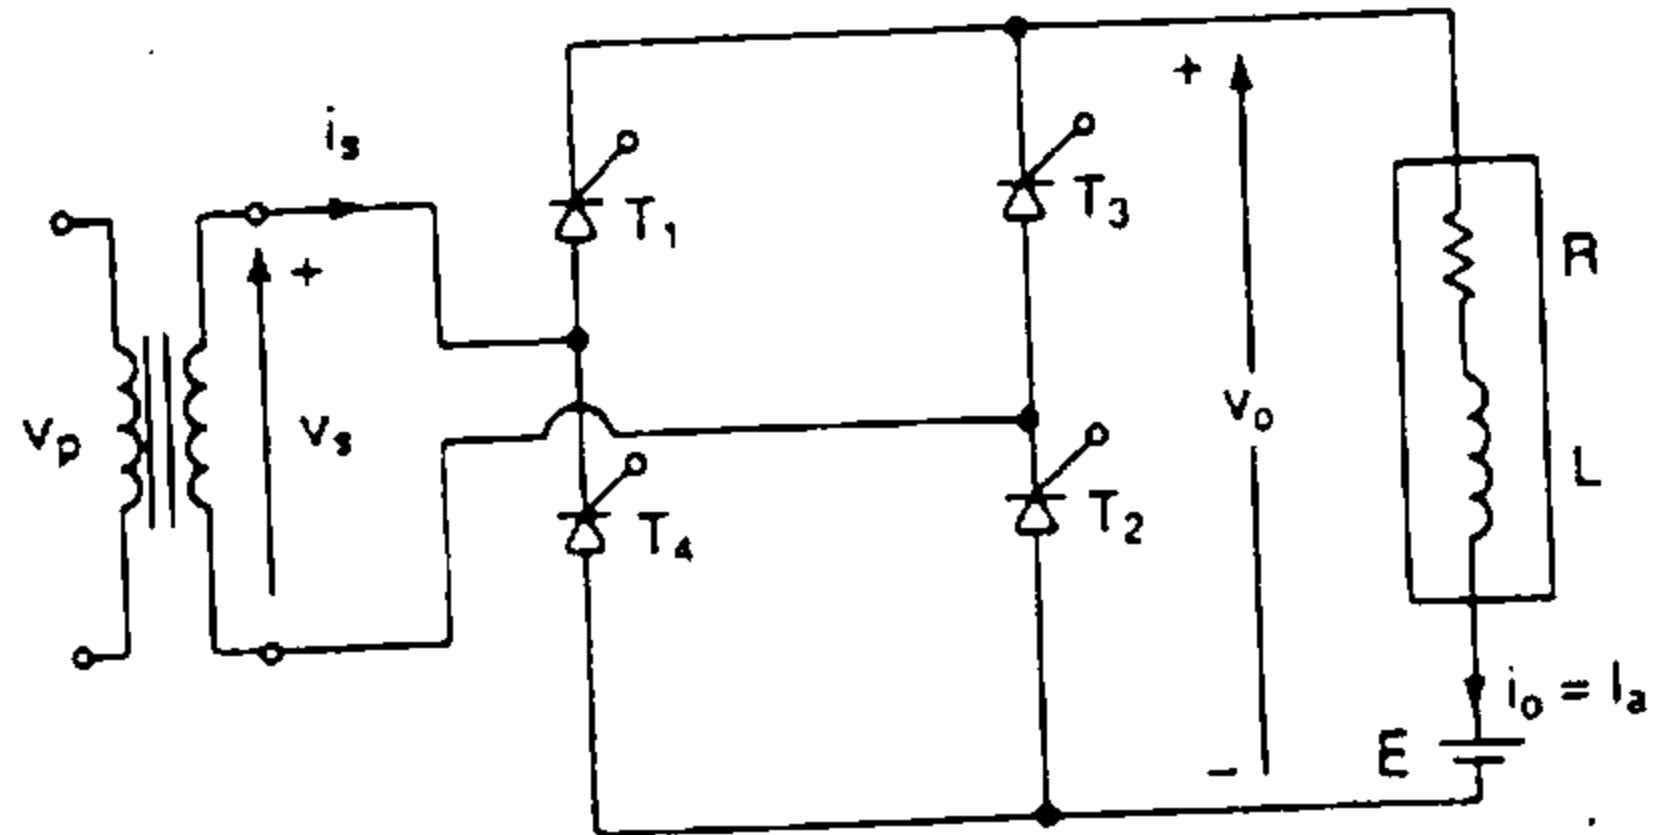 i_s
+
T_1
T_3
R
+
v_p
v_s
v_o
L
T_4
T_2
i_o = I_a
E
−